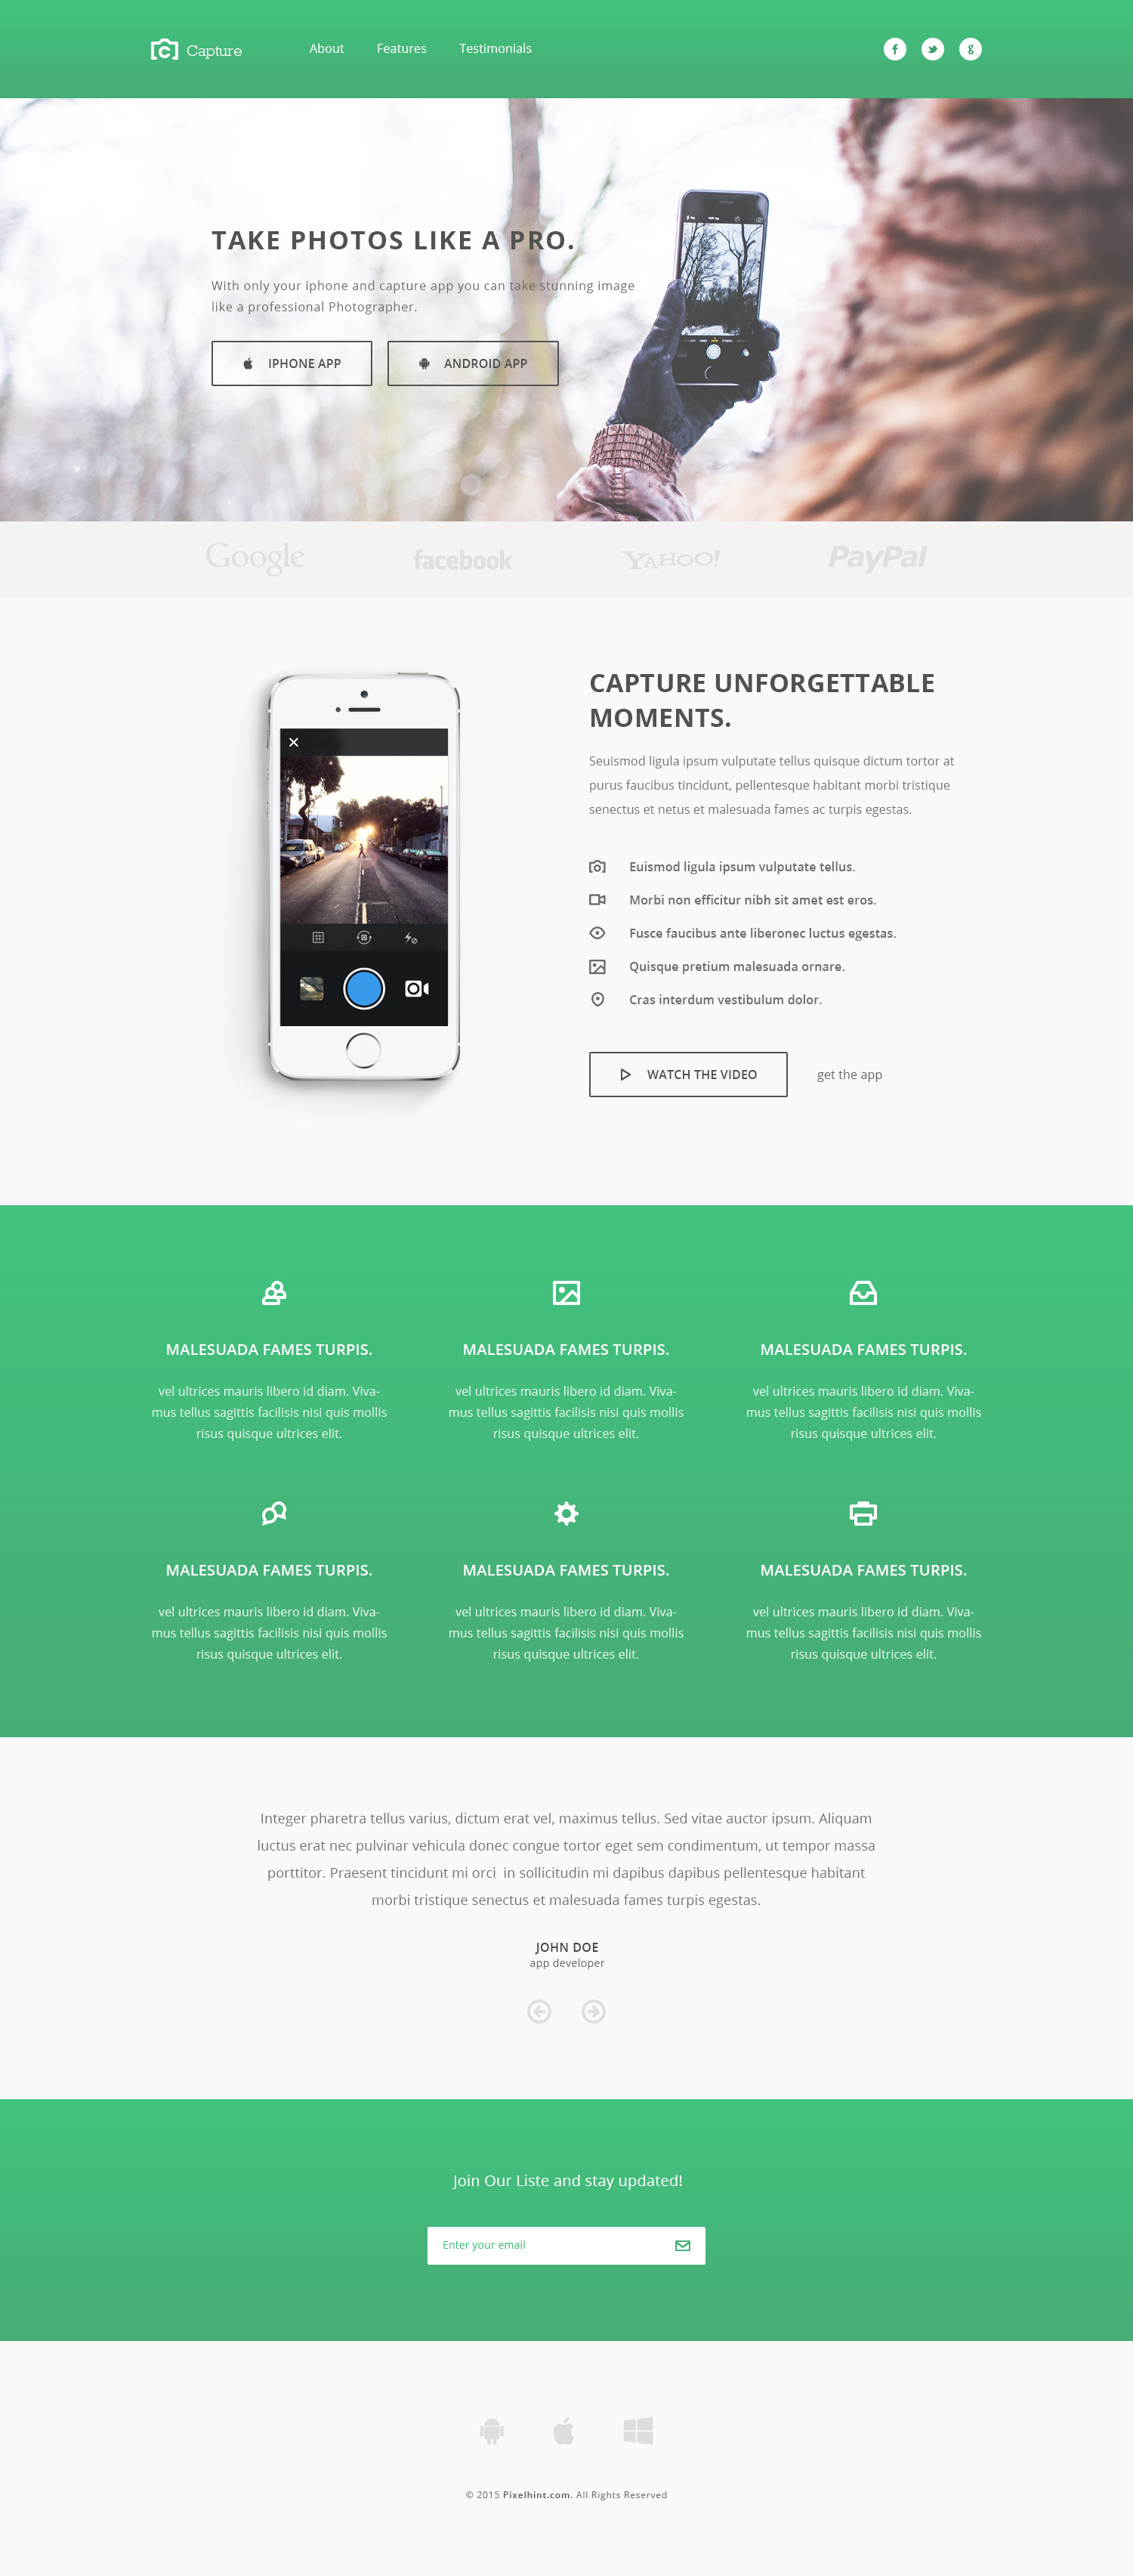 Capture
About
Features
Testimonials
f
g
TAKE PHOTOS LIKE A PRO.
With only your iphone and capture app you can take stunning image
like a professional Photographer.
IPHONE APP
ANDROID APP
Google
facebook
YAHOO!
PayPal
CAPTURE UNFORGETTABLE
MOMENTS.
Seuismod ligula ipsum vulputate tellus quisque dictum tortor at
purus faucibus tincidunt, pellentesque habitant morbi tristique
senectus et netus et malesuada fames ac turpis egestas.
Euismod ligula ipsum vulputate tellus.
Morbi non efficitur nibh sit amet est eros.
Fusce faucibus ante liberonec luctus egestas.
Quisque pretium malesuada ornare.
Cras interdum vestibulum dolor.
WATCH THE VIDEO
get the app
MALESUADA FAMES TURPIS.
vel ultrices mauris libero id diam. Viva-
mus tellus sagittis facilisis nisi quis mollis
risus quisque ultrices elit.
MALESUADA FAMES TURPIS.
vel ultrices mauris libero id diam. Viva-
mus tellus sagittis facilisis nisi quis mollis
risus quisque ultrices elit.
MALESUADA FAMES TURPIS.
vel ultrices mauris libero id diam. Viva-
mus tellus sagittis facilisis nisi quis mollis
risus quisque ultrices elit.
MALESUADA FAMES TURPIS.
vel ultrices mauris libero id diam. Viva-
mus tellus sagittis facilisis nisi quis mollis
risus quisque ultrices elit.
MALESUADA FAMES TURPIS.
vel ultrices mauris libero id diam. Viva-
mus tellus sagittis facilisis nisi quis mollis
risus quisque ultrices elit.
MALESUADA FAMES TURPIS.
vel ultrices mauris libero id diam. Viva-
mus tellus sagittis facilisis nisi quis mollis
risus quisque ultrices elit.
Integer pharetra tellus varius, dictum erat vel, maximus tellus. Sed vitae auctor ipsum. Aliquam
luctus erat nec pulvinar vehicula donec congue tortor eget sem condimentum, ut tempor massa
porttitor. Praesent tincidunt mi orci in sollicitudin mi dapibus dapibus pellentesque habitant
morbi tristique senectus et malesuada fames turpis egestas.
JOHN DOE
app developer
Join Our Liste and stay updated!
Enter your email
© 2015 Pixelhint.com. All Rights Reserved